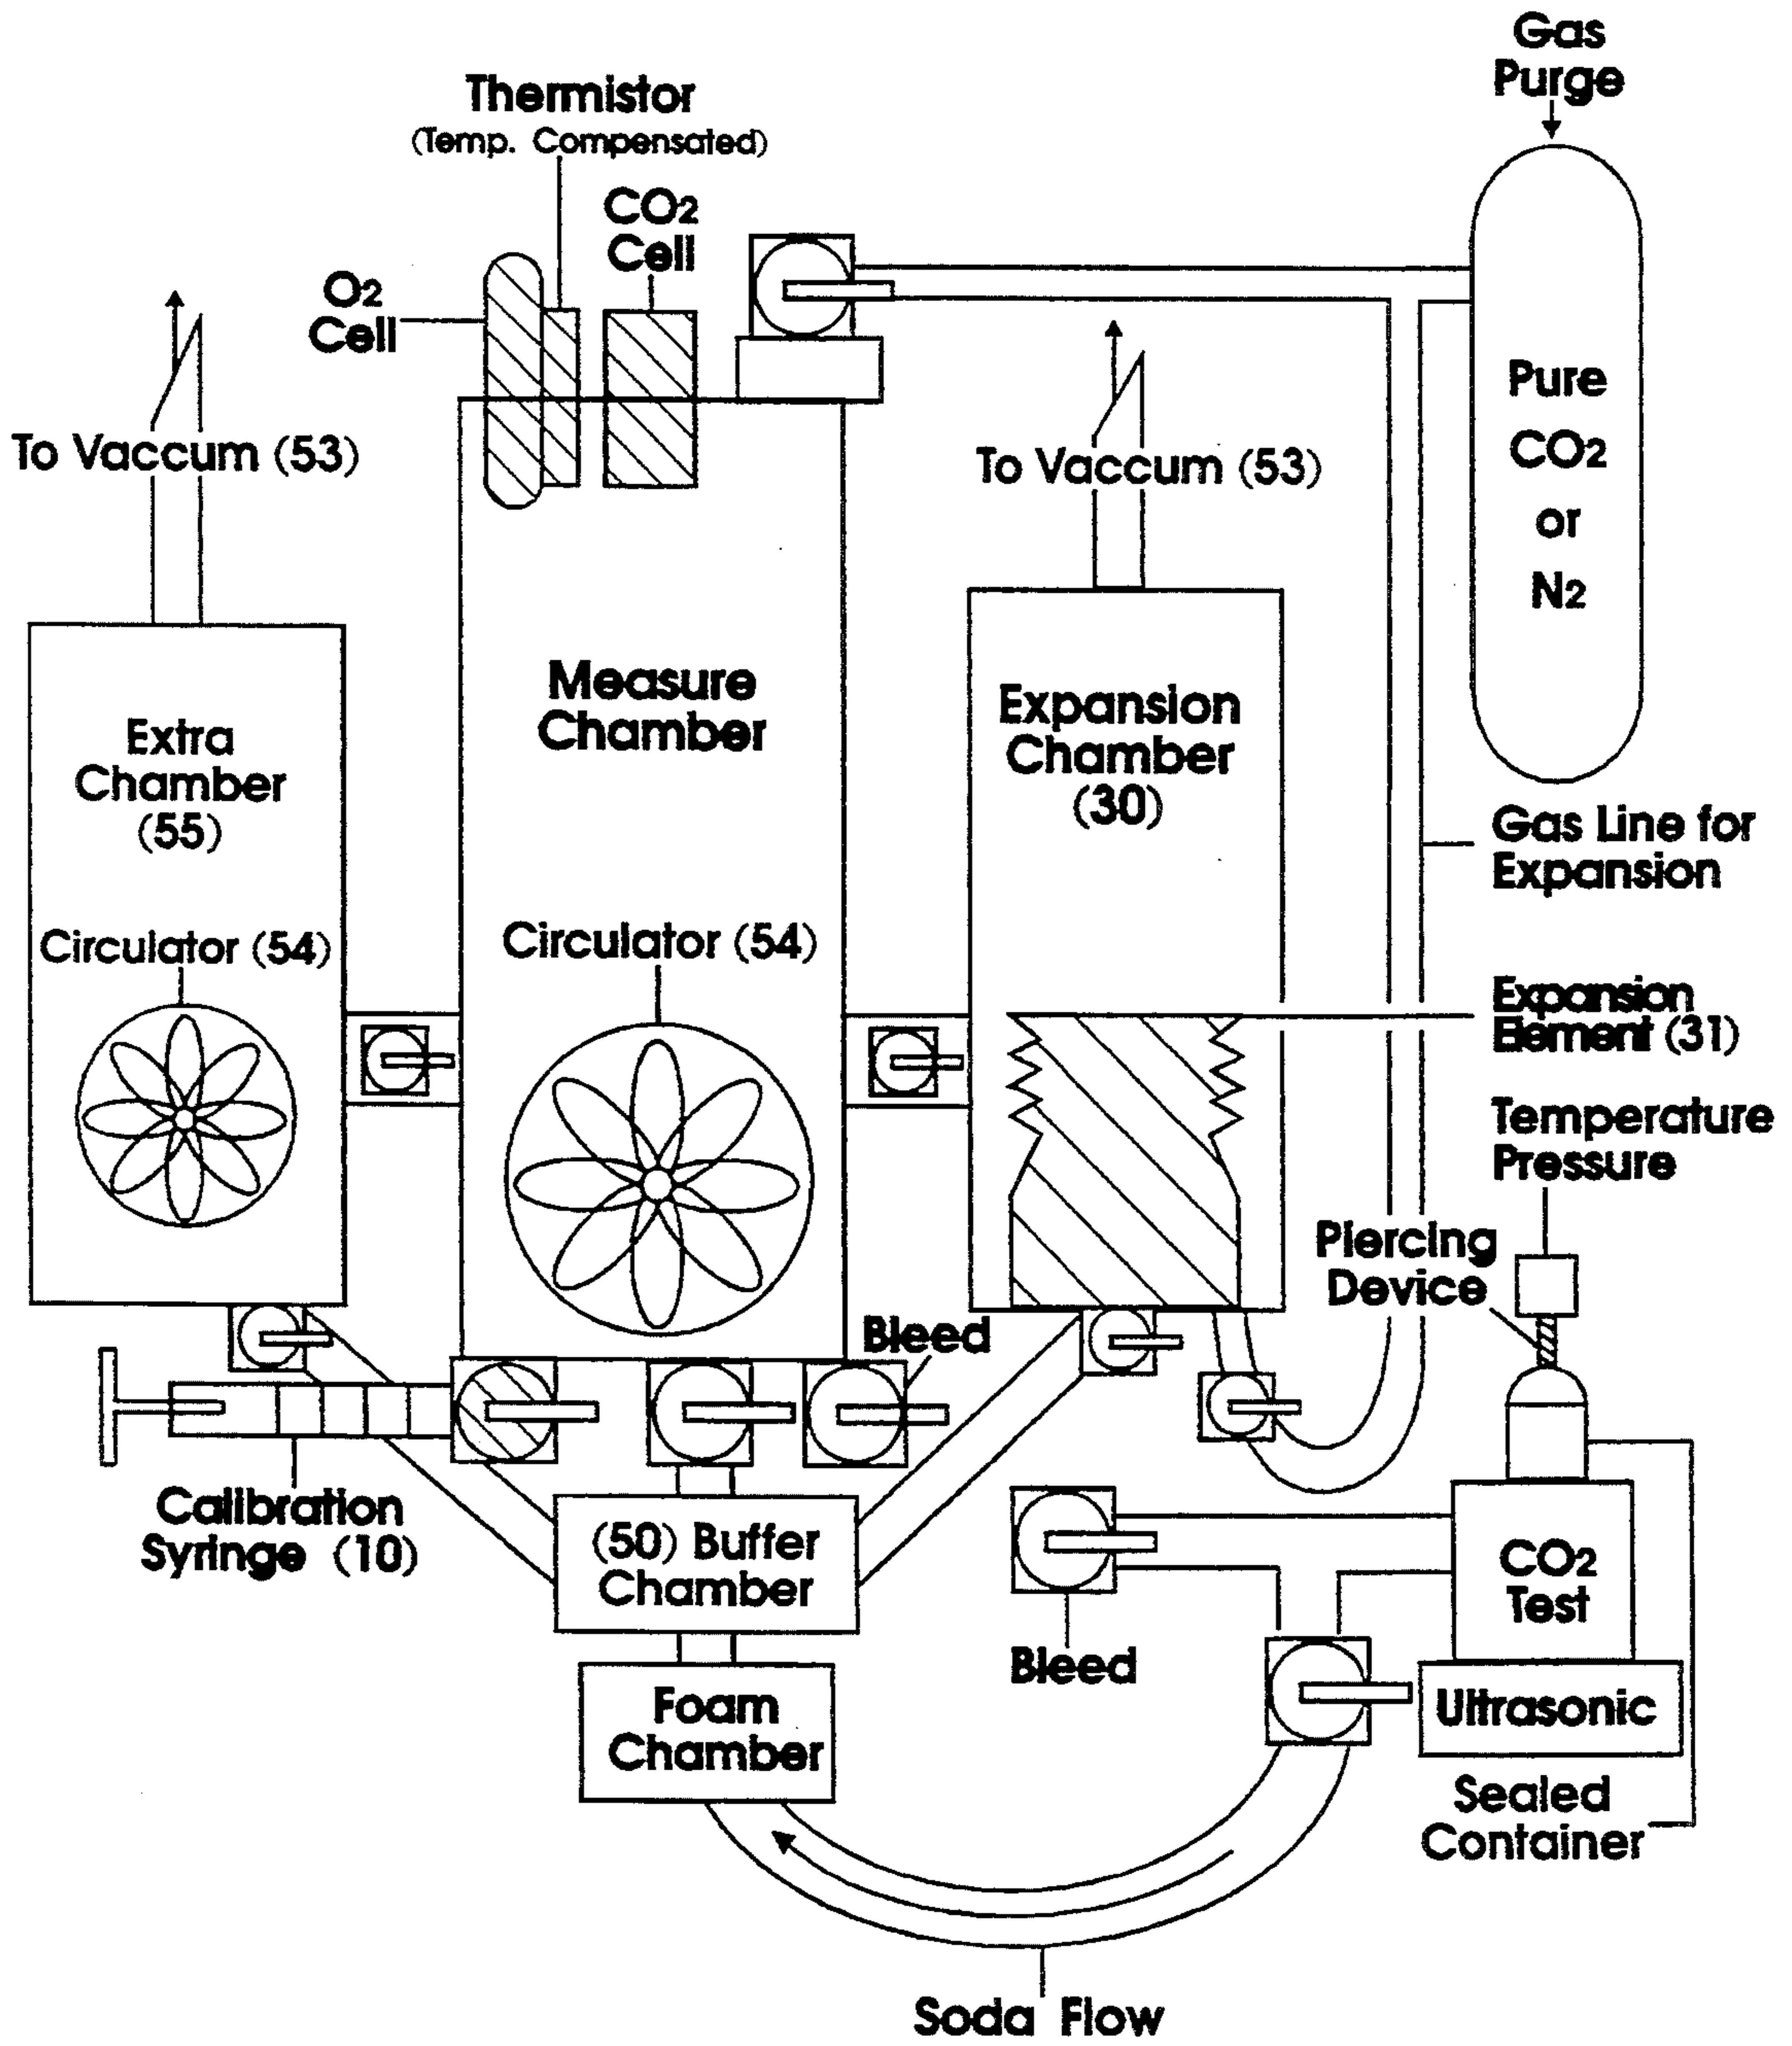 Gas
Purge
Thermistor
(Temp. Compensated)
CO2
Cell
O2
Cell
Pure
CO2
or
N2
To Vaccum (53)
To Vaccum (53)
Measure
Chamber
Expansion
Chamber
(30)
Extra
Chamber
(55)
Gas Line for
Expansion
Circulator (54)
Circulator (54)
Expansion
Element (31)
Temperature
Pressure
Piercing
Device
Bleed
Calibration
Syringe (10)
(50) Buffer
Chamber
CO2
Test
Bleed
Foam
Chamber
Ultrasonic
Sealed
Container
Soda Flow